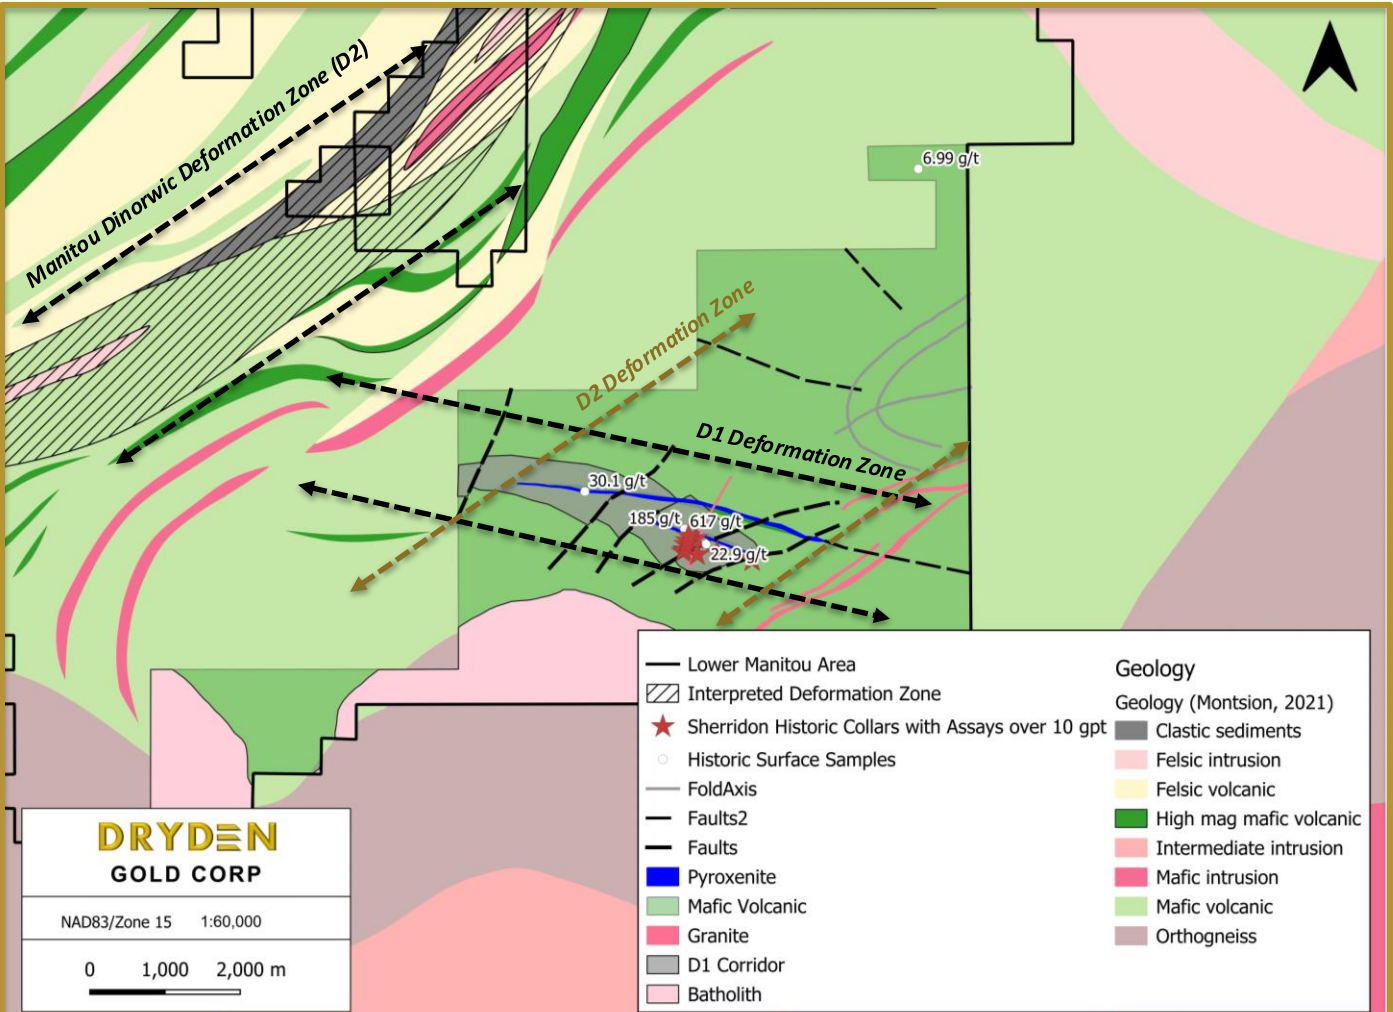 Manitou Dinorwic Deformation Zone (D2)
6.99 g/t
D2 Deformation Zone
D1 Deformation Zone
30.1 g/t
185 g/t
617 g/t
22.9 g/t
Lower Manitou Area
Interpreted Deformation Zone
Sherridon Historic Collars with Assays over 10 gpt
Historic Surface Samples
FoldAxis
Faults2
Faults
Pyroxenite
Mafic Volcanic
Granite
D1 Corridor
Batholith
Geology
Geology (Montsion, 2021)
Clastic sediments
Felsic intrusion
Felsic volcanic
High mag mafic volcanic
Intermediate intrusion
Mafic intrusion
Mafic volcanic
Orthogneiss
DRYDEN
GOLD CORP
NAD83/Zone 15 1:60,000
0 1,000 2,000 m